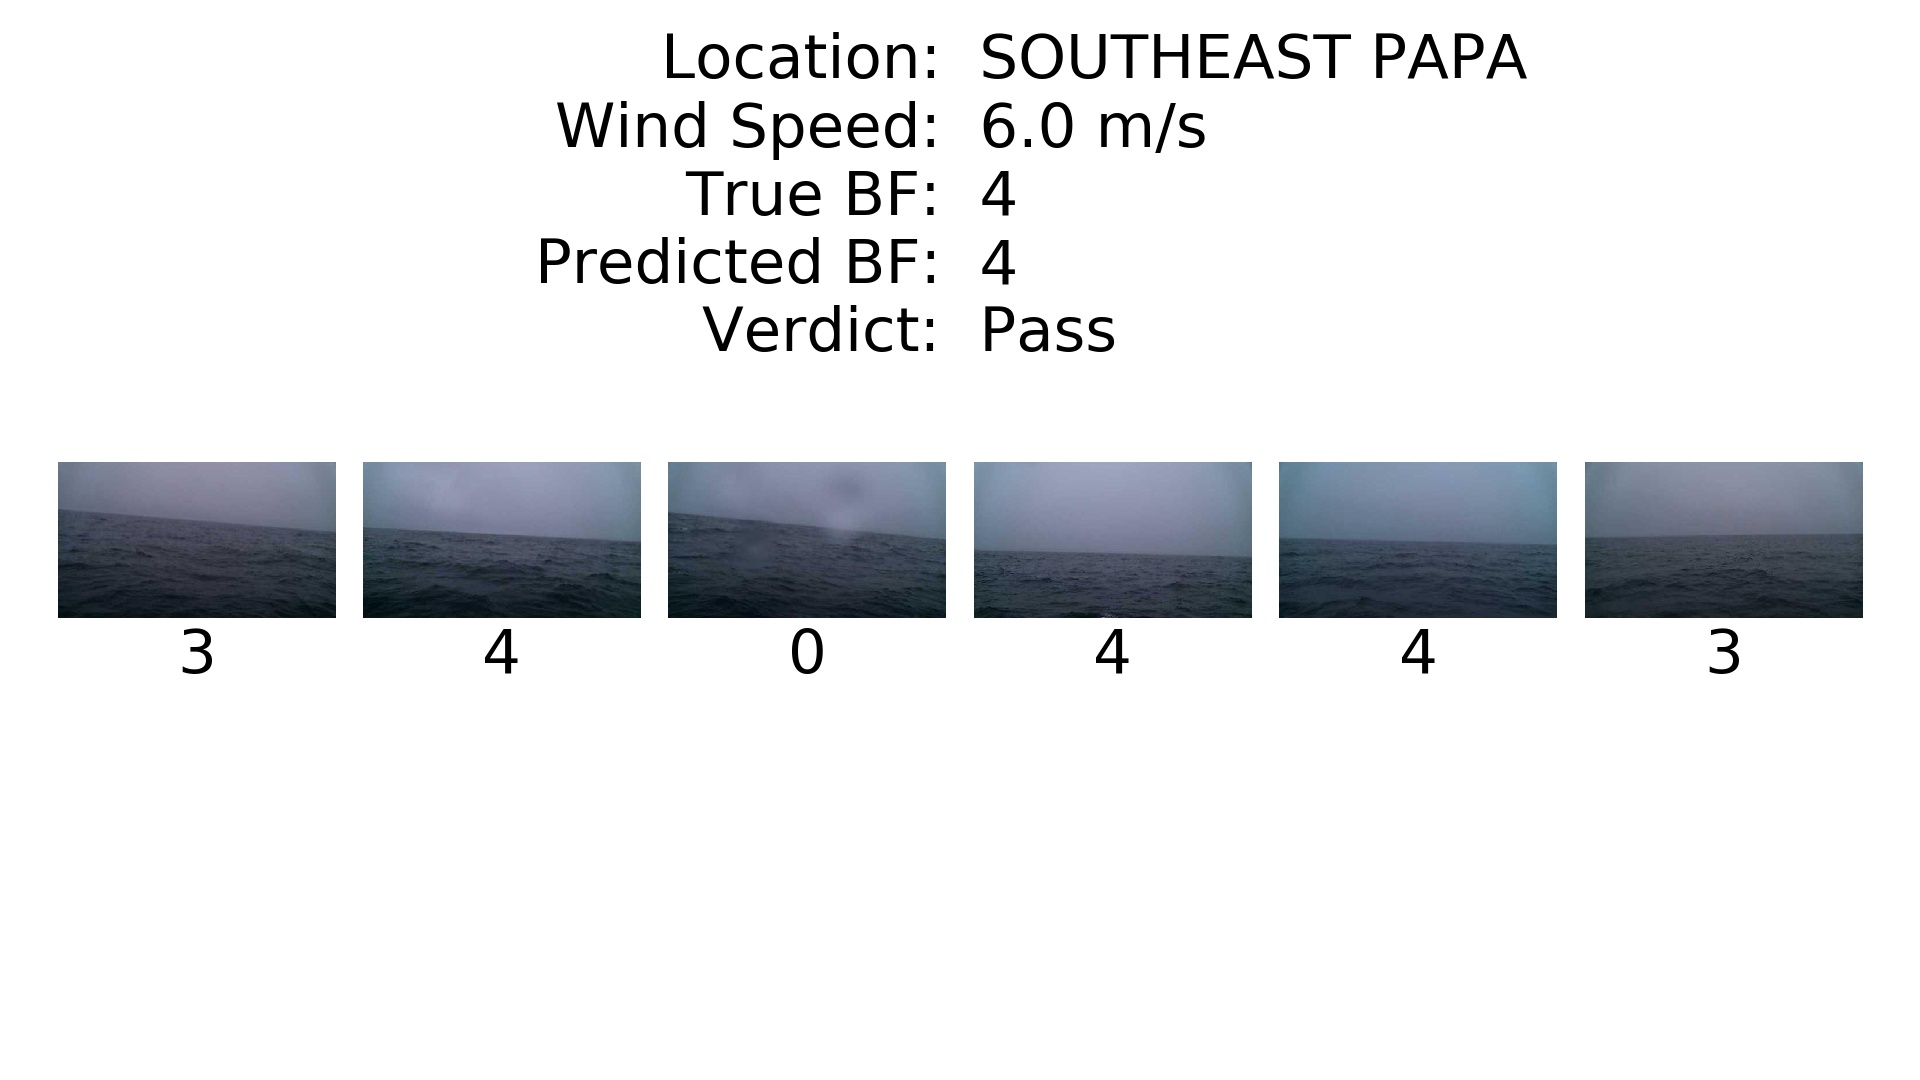 Location: SOUTHEAST PAPA
Wind Speed: 6.0 m/s
True BF: 4
Predicted BF: 4
Verdict: Pass
3 4 0 4 4 3